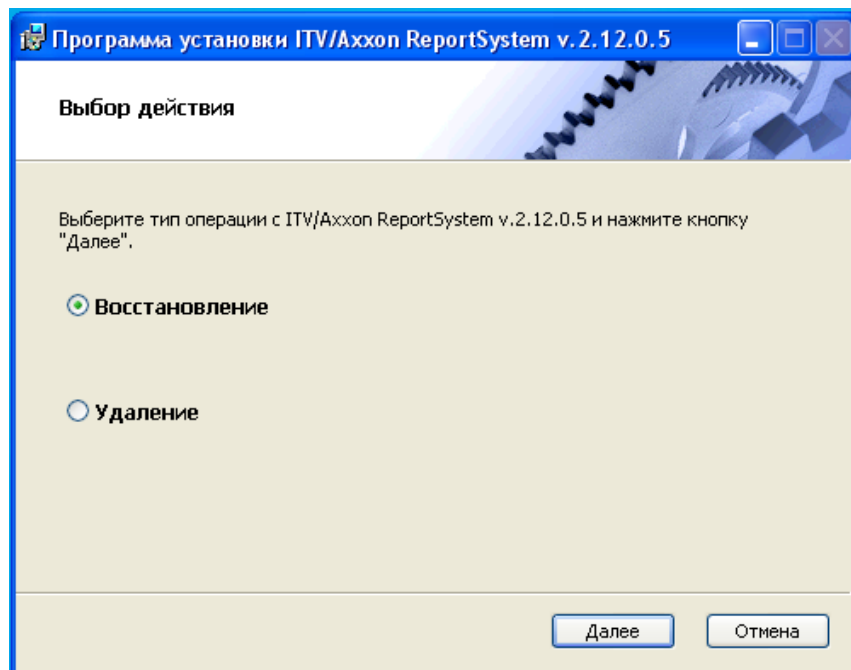 Программа установки ITV/Axxon ReportSystem v.2.12.0.5
Выбор действия
Выберите тип операции с ITV/Axxon ReportSystem v.2.12.0.5 и нажмите кнопку
"Далее".
Восстановление
Удаление
Далее
Отмена